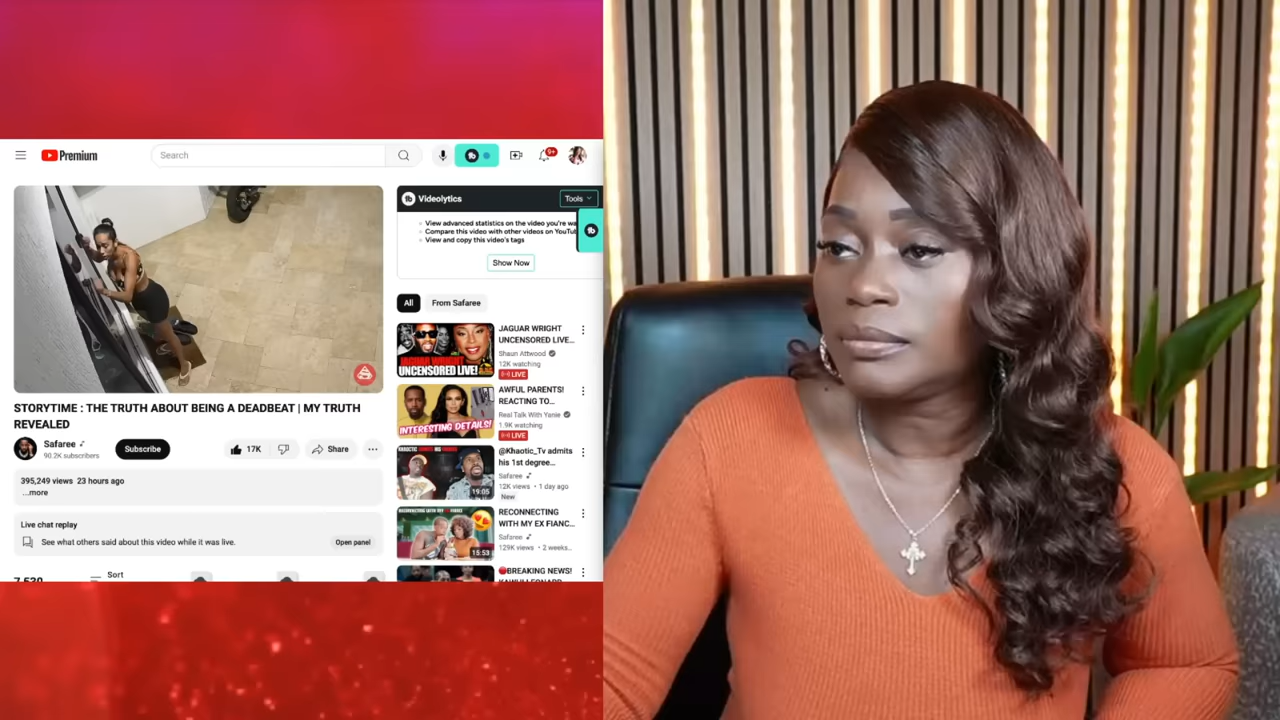 Premium
Search
9+
Videolytics
Tools
View advanced statistics on the video you're wa
Compare this video with other videos on YouTub
View and copy this video's tags
Show Now
All
From Safaree
STORYTIME : THE TRUTH ABOUT BEING A DEADBEAT | MY TRUTH
REVEALED
Safaree
90.2K subscribers
Subscribe
17K
Share
395,249 views 23 hours ago
...more
Live chat replay
See what others said about this video while it was live.
Open panel
7,530
Sort
JAGUAR WRIGHT
UNCENSORED LIVE!
JAGUAR WRIGHT
UNCENSORED LIVE...
Shaun Attwood
12K watching
LIVE
INTERESTING DETAILS!
AWFUL PARENTS!
REACTING TO...
Real Talk With Yanie
1.9K watching
LIVE
19:05
@Khaotic_Tv admits
his 1st degree...
Safaree
12K views • 1 day ago
New
15:53
RECONNECTING
WITH MY EX FIANC...
Safaree
129K views • 2 weeks...
BREAKING NEWS!